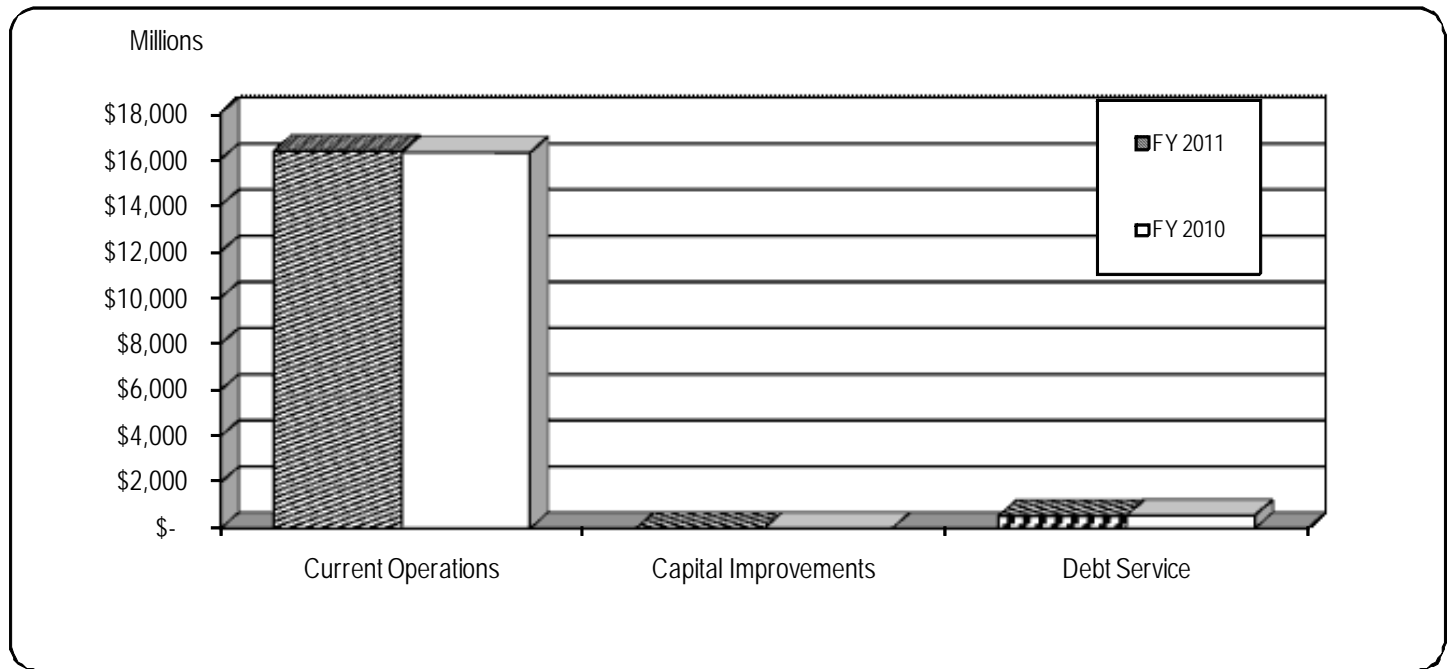 Millions
$18,000
$16,000
$14,000
$12,000
$10,000
$8,000
$6,000
$4,000
$2,000
$-
FY 2011
FY 2010
Current Operations
Capital Improvements
Debt Service